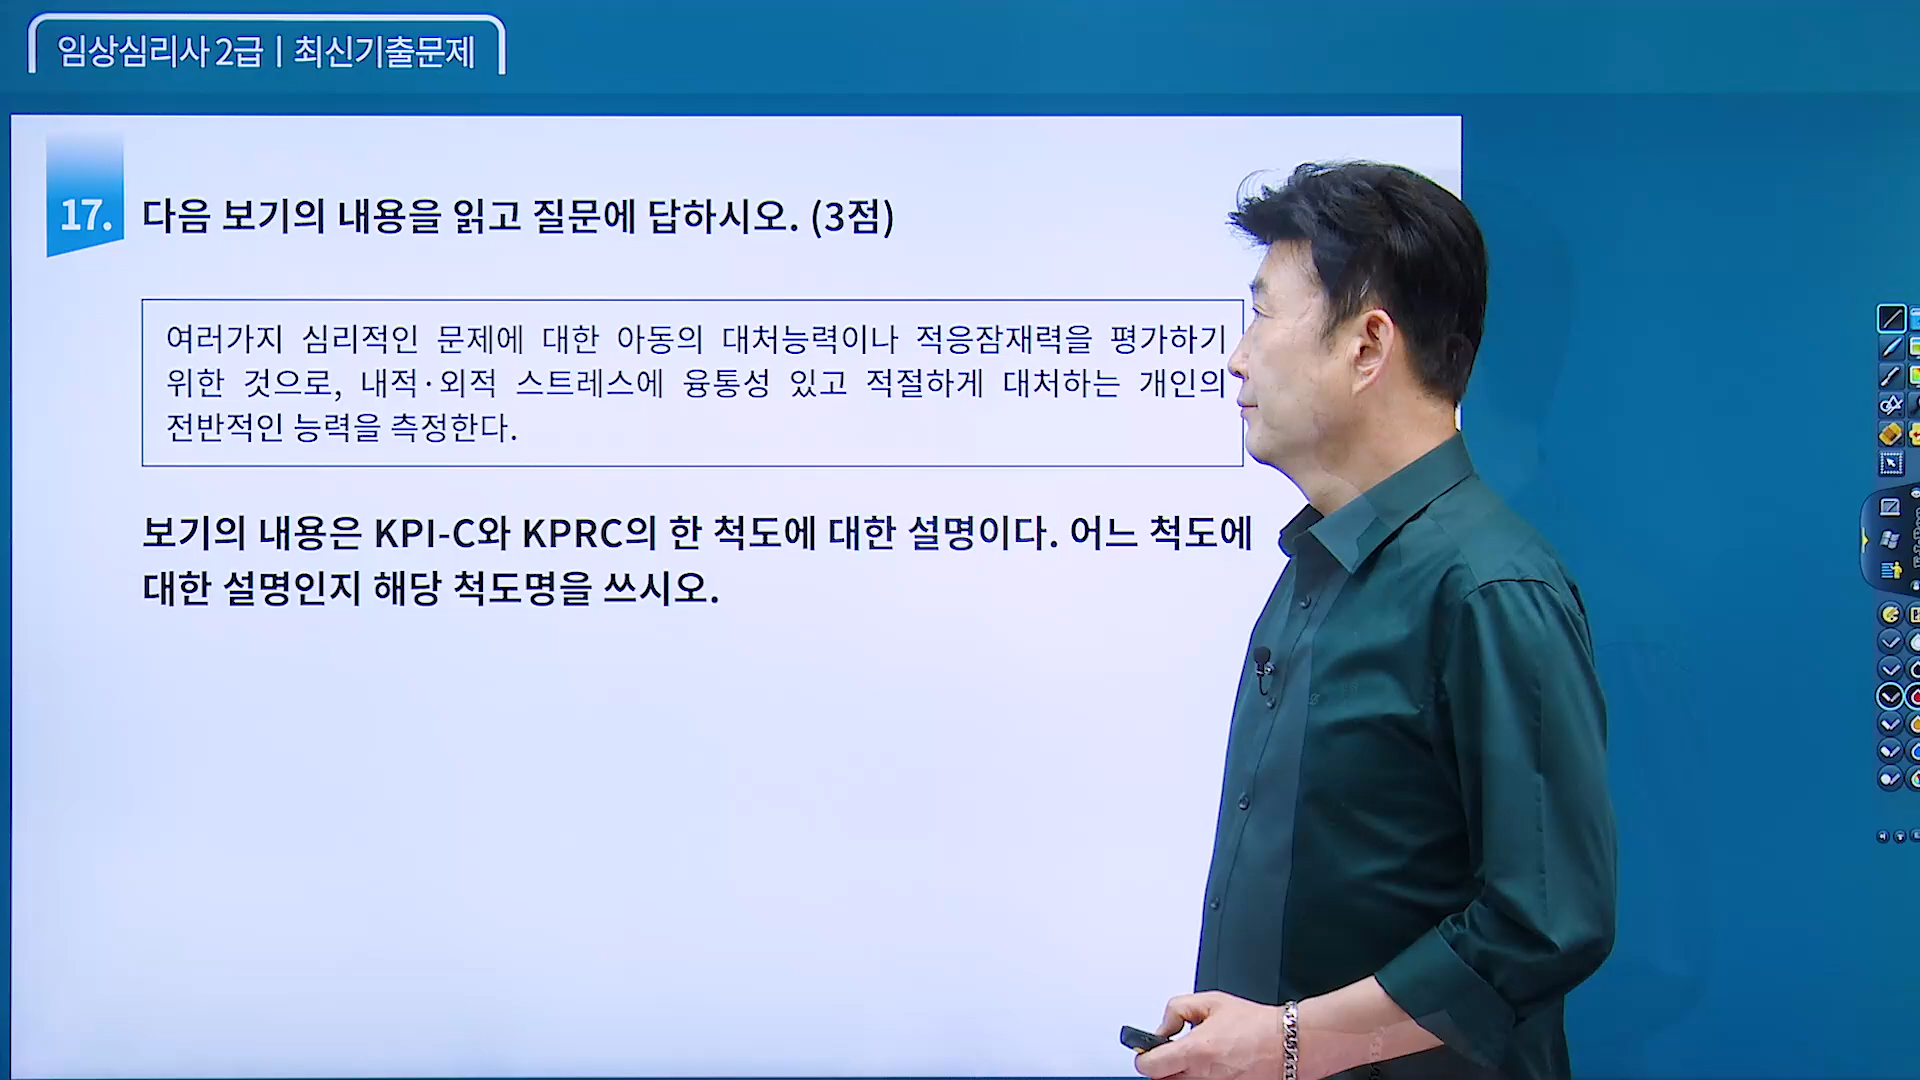 임상심리사 2급 | 최신기출문제
17. 다음 보기의 내용을 읽고 질문에 답하시오. (3점)
여러가지 심리적인 문제에 대한 아동의 대처능력이나 적응잠재력을 평가하기
위한 것으로, 내적·외적 스트레스에 융통성 있고 적절하게 대처하는 개인의
전반적인 능력을 측정한다.
보기의 내용은 KPI-C와 KPRC의 한 척도에 대한 설명이다. 어느 척도에
대한 설명인지 해당 척도명을 쓰시오.